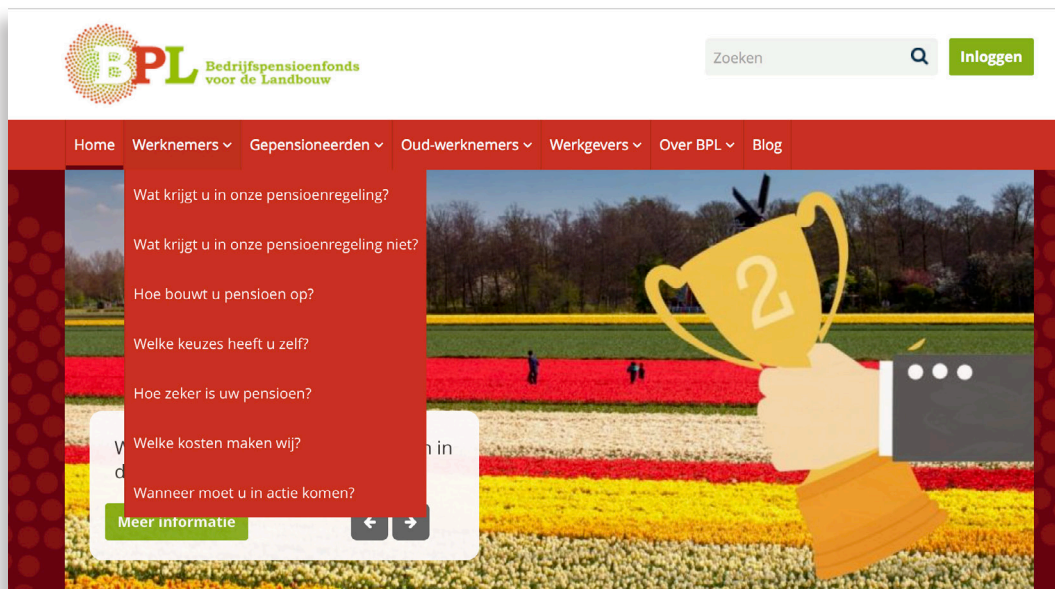 BPL Bedrijfspensioenfonds
voor de Landbouw
Zoeken
Inloggen
Home Werknemers Gepensioneerden Oud-werknemers Werkgevers Over BPL Blog
Wat krijgt u in onze pensioenregeling?
Wat krijgt u in onze pensioenregeling niet?
Hoe bouwt u pensioen op?
Welke keuzes heeft u zelf?
Hoe zeker is uw pensioen?
Welke kosten maken wij?
Wanneer moet u in actie komen?
in
Meer informatie
2